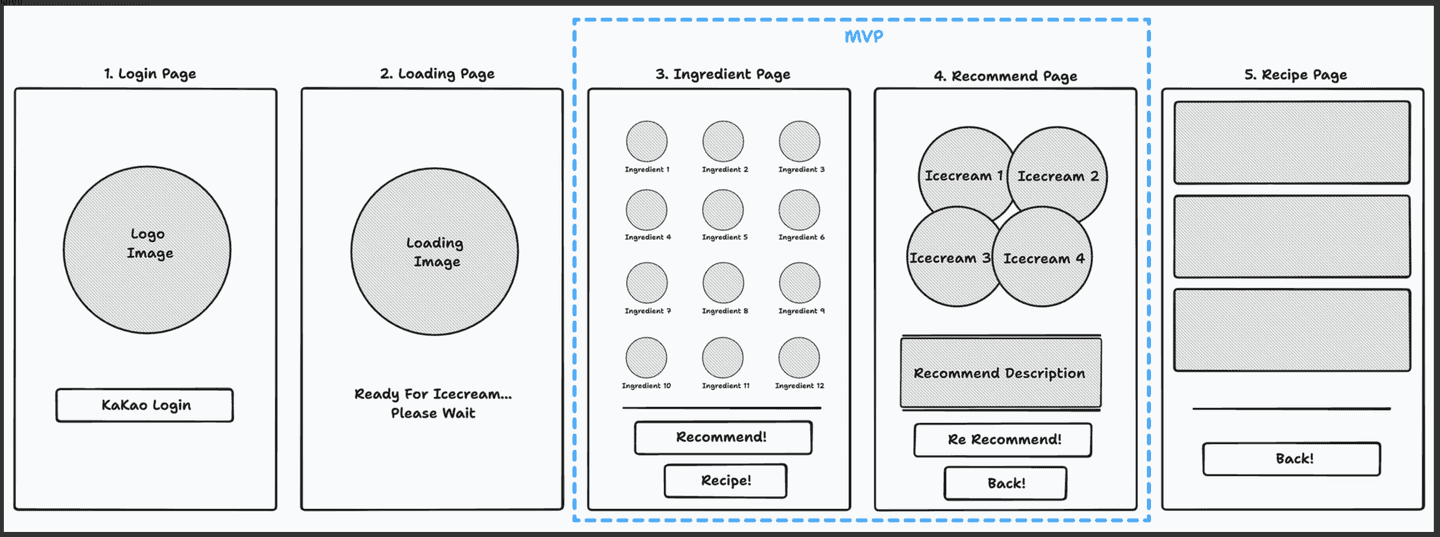 MVP
1. Login Page
Logo
Image
KaKao Login
2. Loading Page
Loading
Image
Ready For Icecream...
Please Wait
3. Ingredient Page
Ingredient 1
Ingredient 2
Ingredient 3
Ingredient 4
Ingredient 5
Ingredient 6
Ingredient 7
Ingredient 8
Ingredient 9
Ingredient 10
Ingredient 11
Ingredient 12
Recommend!
Recipe!
4. Recommend Page
Icecream 1
Icecream 2
Icecream 3
Icecream 4
Recommend Description
Re Recommend!
Back!
5. Recipe Page
Back!